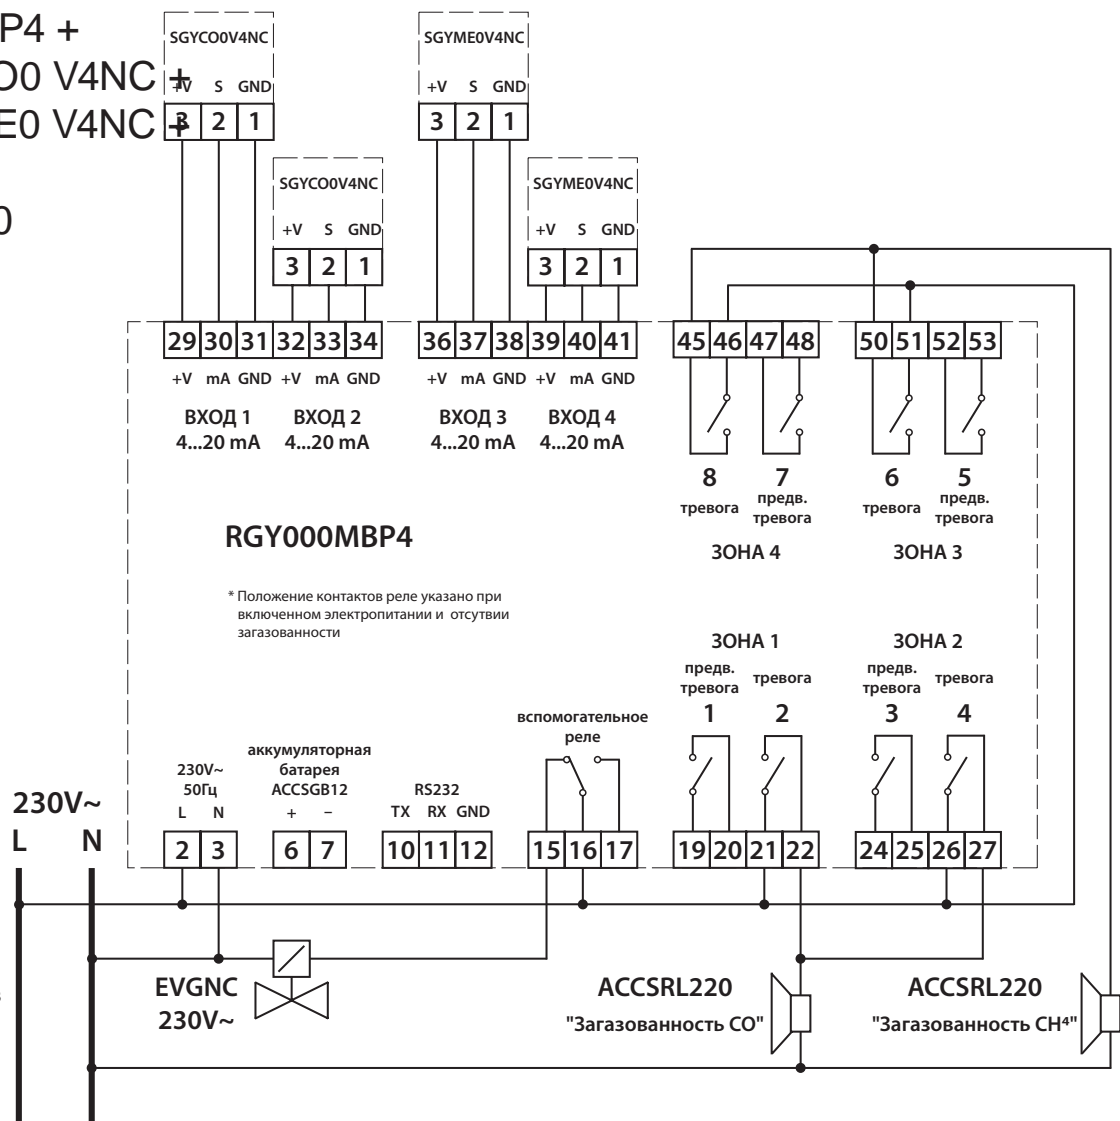 P4 +
O0 V4NC +
E0 V4NC +
0
SGYCO0V4NC
+V S GND
3 2 1
SGYME0V4NC
+V S GND
3 2 1
SGYCO0V4NC
+V S GND
3 2 1
SGYME0V4NC
+V S GND
3 2 1
29 30 31 32 33 34
36 37 38 39 40 41
45 46 47 48
50 51 52 53
+V mA GND +V mA GND
+V mA GND +V mA GND
ВХОД 1
4...20 mA
ВХОД 2
4...20 mA
ВХОД 3
4...20 mA
ВХОД 4
4...20 mA
8
тревога
7
предв.
тревога
6
тревога
5
предв.
тревога
ЗОНА 4
ЗОНА 3
RGY000MBP4
* Положение контактов реле указано при
включенном электропитании и отсутвии
загазованности
ЗОНА 1
ЗОНА 2
предв.
тревога
1
тревога
2
предв.
тревога
3
тревога
4
вспомогательное
реле
230V~
50Гц
L N
аккумуляторная
батарея
ACCSGB12
+ –
RS232
TX RX GND
230V~
L N
2 3
6 7
10 11 12
15 16 17
19 20 21 22
24 25 26 27
EVGNC
230V~
ACCSRL220
"Загазованность CO"
ACCSRL220
"Загазованность CH⁴"